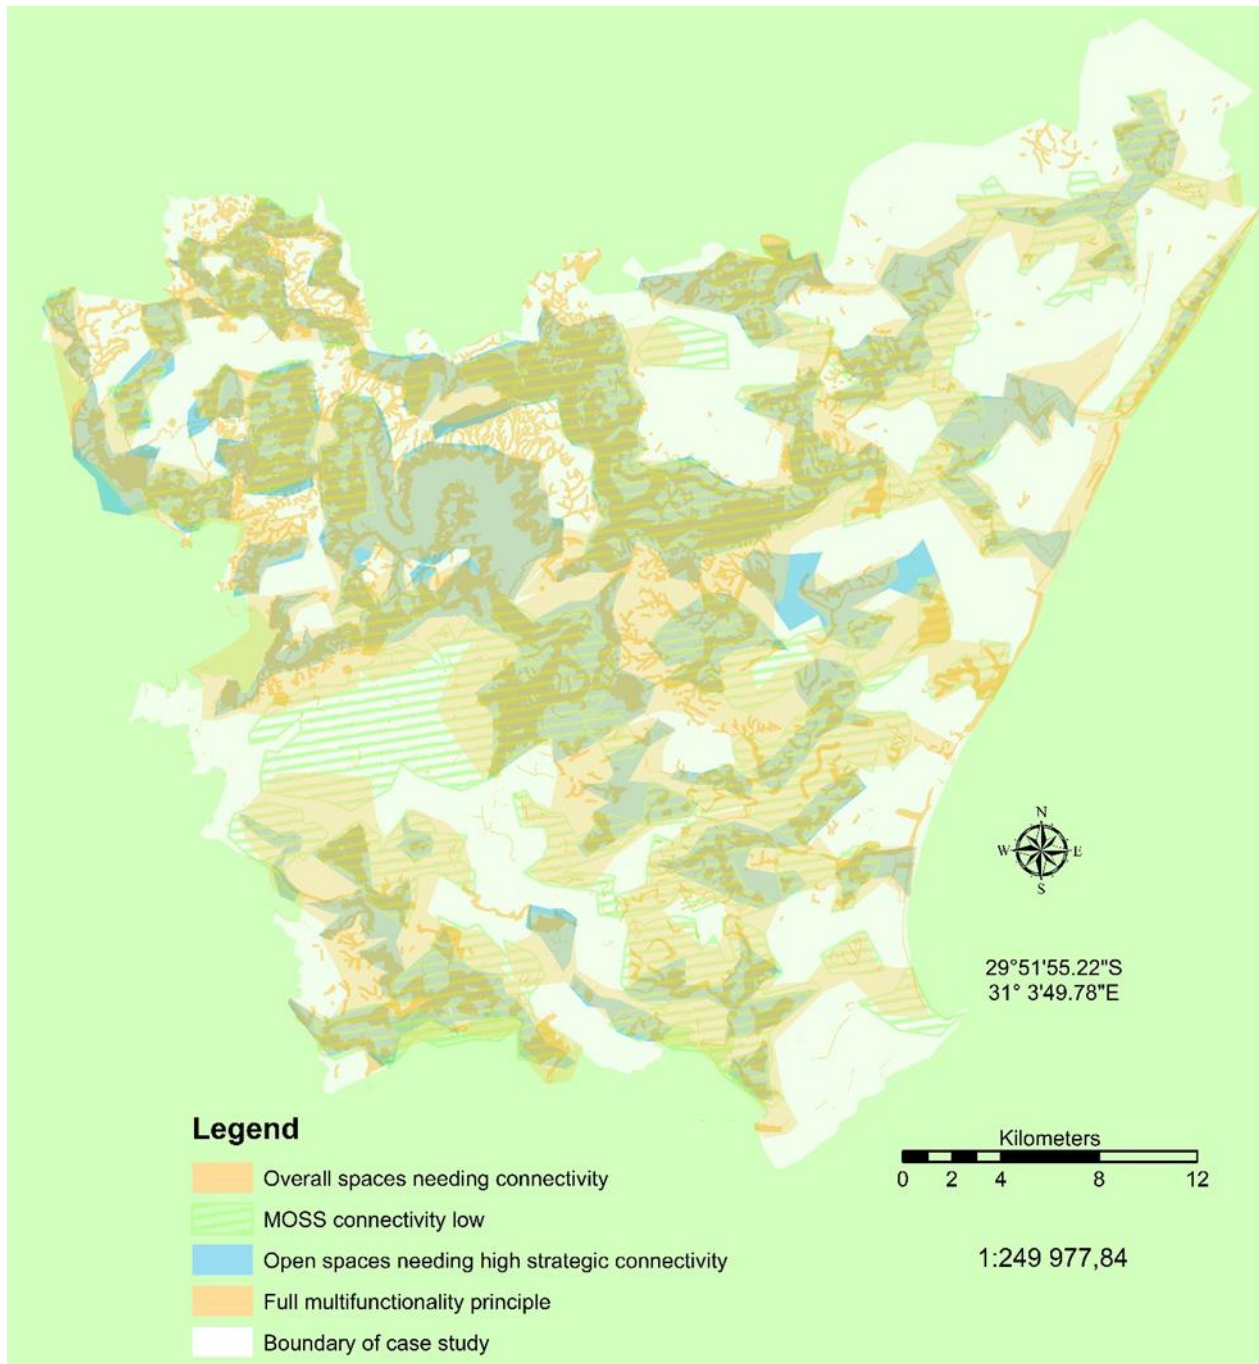 N
W E
S
29°51'55.22"S
31° 3'49.78"E
Legend
Overall spaces needing connectivity
MOSS connectivity low
Open spaces needing high strategic connectivity
Full multifunctionality principle
Boundary of case study
Kilometers
0 2 4 8 12
1:249 977,84